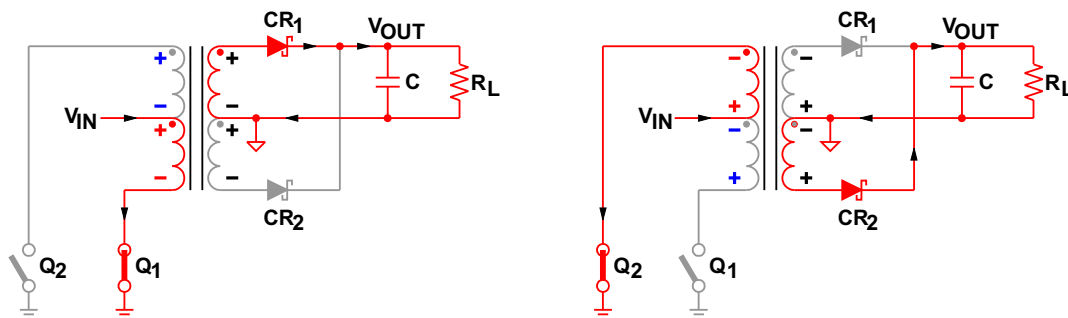 CR1
VOUT
+ +
C
RL
− −
VIN
+ +
− −
CR2
Q2
Q1
CR1
VOUT
− −
C
RL
+ +
VIN
− −
+ +
CR2
Q2
Q1